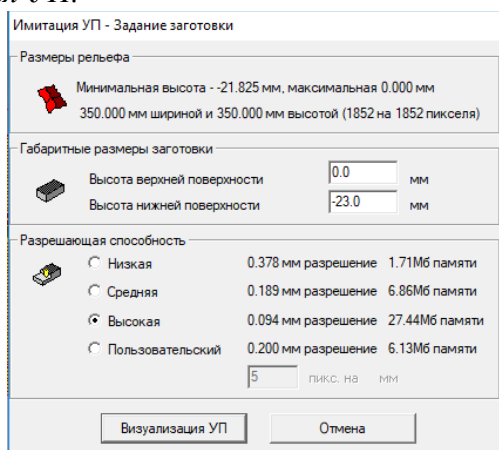 Имитация УП - Задание заготовки
Размеры рельефа
Минимальная высота - -21.825 мм, максимальная 0.000 мм
350.000 мм шириной и 350.000 мм высотой (1852 на 1852 пикселя)
Габаритные размеры заготовки
Высота верхней поверхности 0.0 мм
Высота нижней поверхности -23.0 мм
Разрешающая способность
Низкая 0.378 мм разрешение 1.71Мб памяти
Средняя 0.189 мм разрешение 6.86Мб памяти
Высокая 0.094 мм разрешение 27.44Мб памяти
Пользовательский 0.200 мм разрешение 6.13Мб памяти
5 пикс. на мм
Визуализация УП Отмена